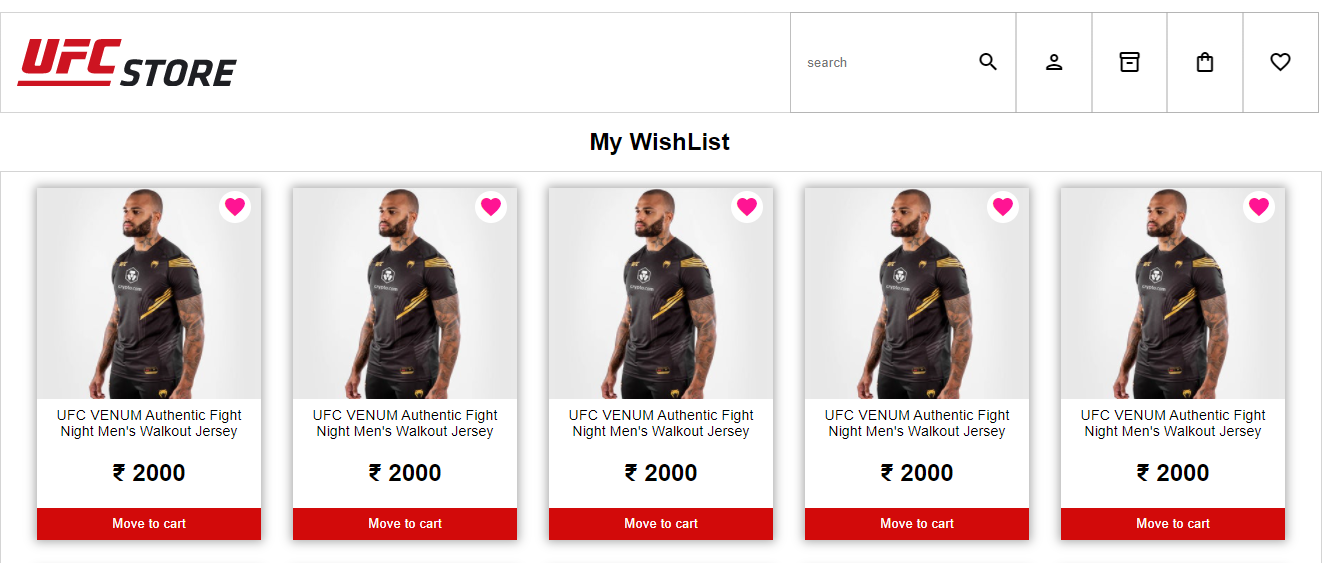 UFC STORE
search
My WishList
UFC VENUM Authentic Fight
Night Men's Walkout Jersey
₹ 2000
Move to cart
UFC VENUM Authentic Fight
Night Men's Walkout Jersey
₹ 2000
Move to cart
UFC VENUM Authentic Fight
Night Men's Walkout Jersey
₹ 2000
Move to cart
UFC VENUM Authentic Fight
Night Men's Walkout Jersey
₹ 2000
Move to cart
UFC VENUM Authentic Fight
Night Men's Walkout Jersey
₹ 2000
Move to cart